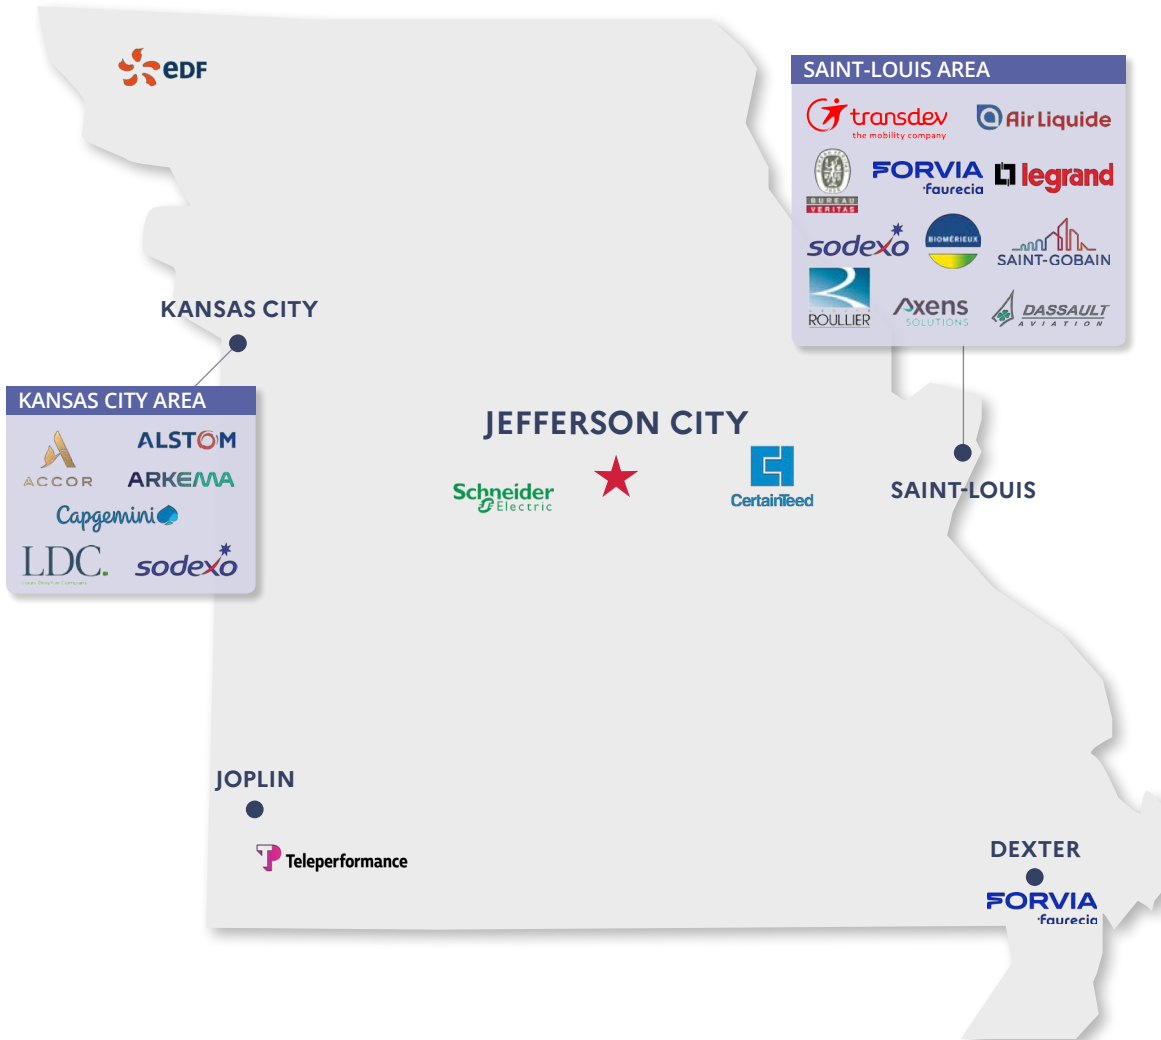 eDF
SAINT-LOUIS AREA
transdev
the mobility company
Air Liquide
BUREAU
VERITAS
FORVIA
faurecia
legrand
sodexo
BIOMÉRIEUX
SAINT-GOBAIN
ROULLIER
Axens
SOLUTIONS
DASSAULT
AVIATION
KANSAS CITY
KANSAS CITY AREA
ACCOR
ALSTOM
ARKEMA
Capgemini
LDC.
sodexo
JEFFERSON CITY
Schneider
Electric
CertainTeed
SAINT-LOUIS
JOPLIN
Teleperformance
DEXTER
FORVIA
faurecia